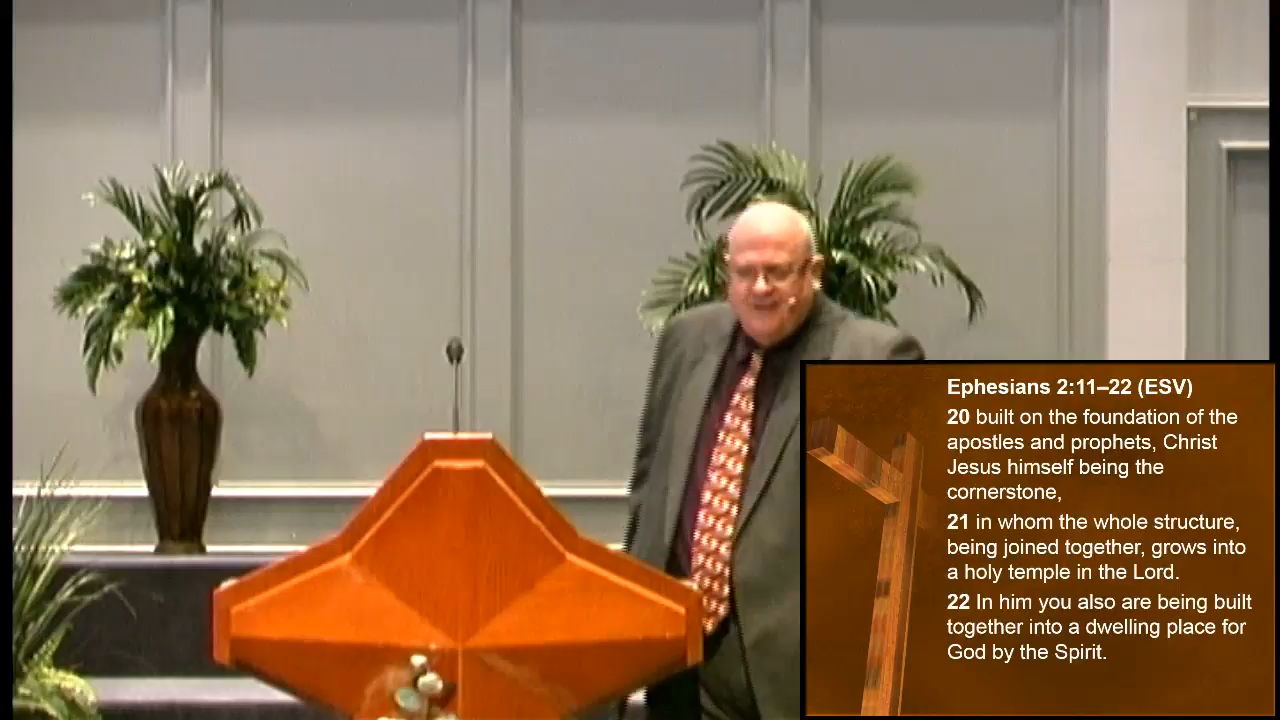 Ephesians 2:11–22 (ESV)
20 built on the foundation of the
apostles and prophets, Christ
Jesus himself being the
cornerstone,
21 in whom the whole structure,
being joined together, grows into
a holy temple in the Lord.
22 In him you also are being built
together into a dwelling place for
God by the Spirit.